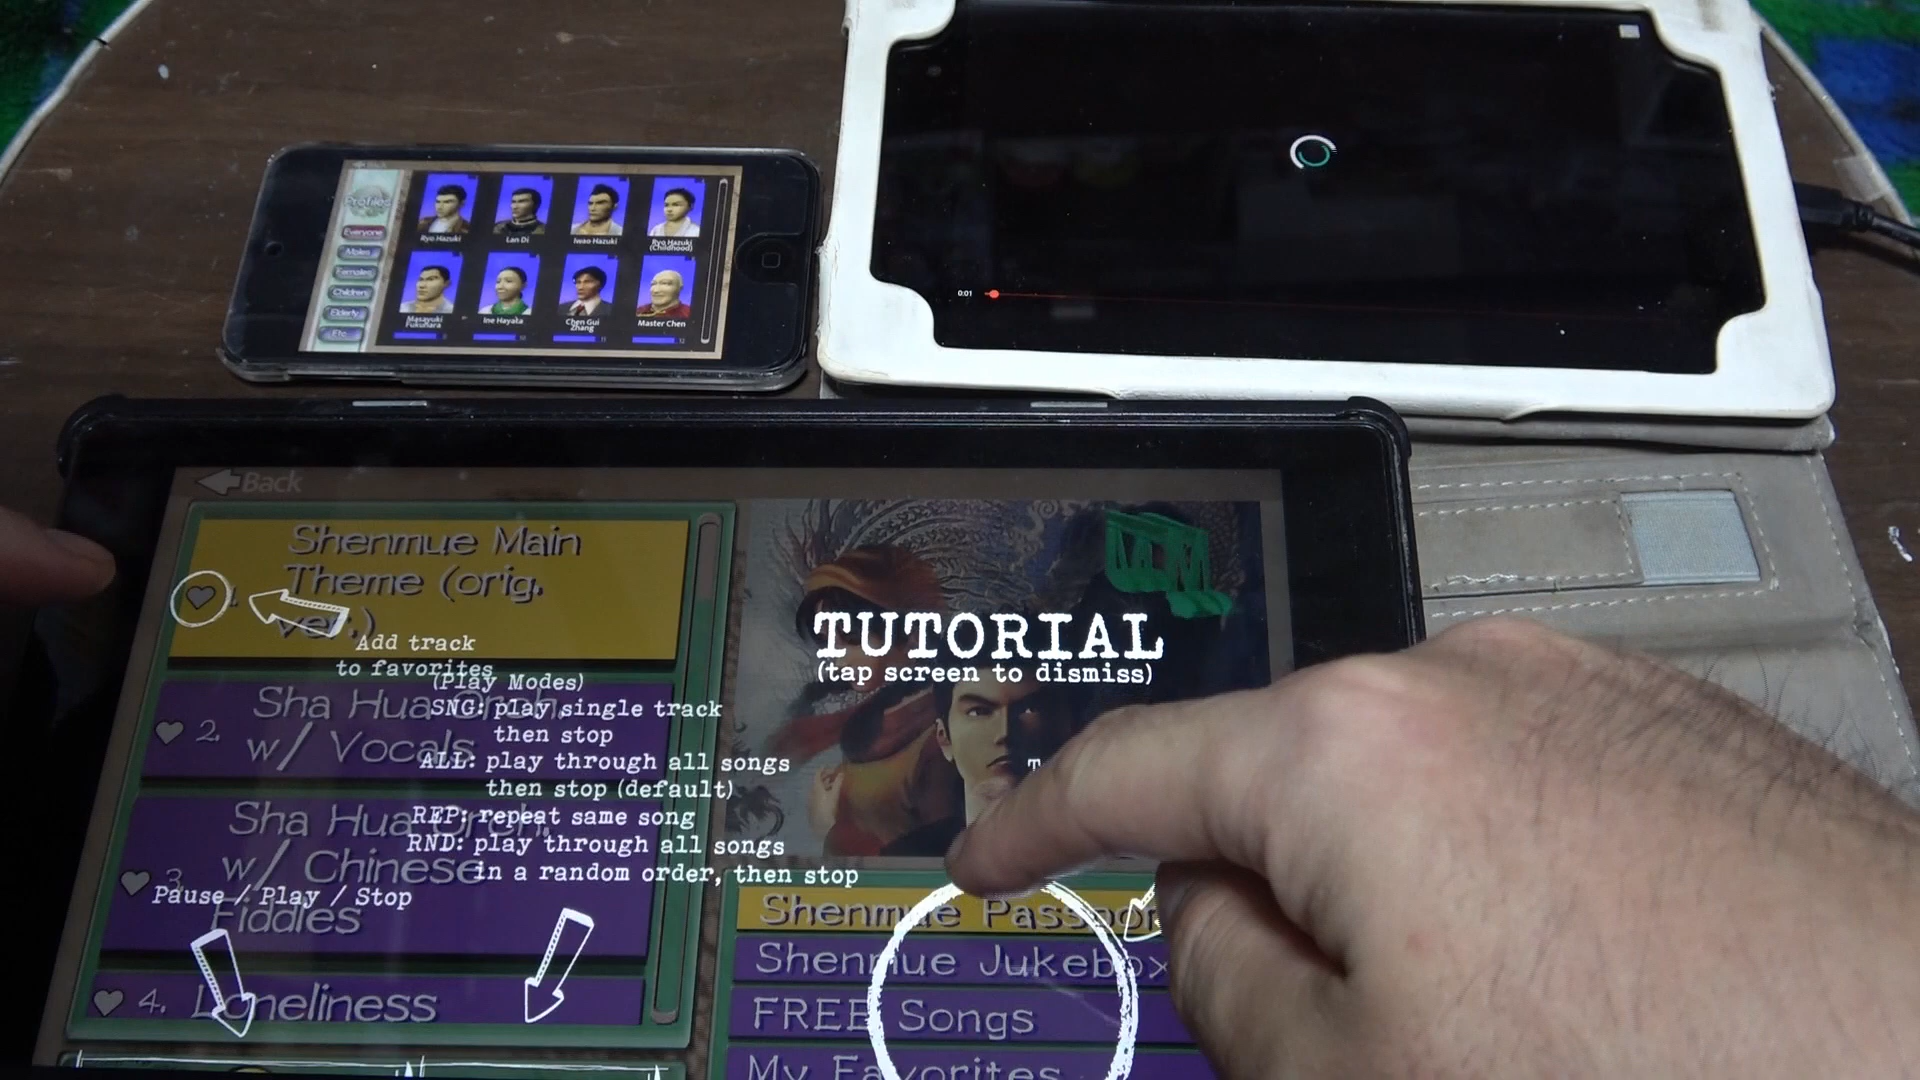 Profiles
Everyone
Males
Females
Children
Elderly
Etc.
Ryo Hazuki
Lan Di
Iwao Hazuki
Ryo Hazuki
(Childhood)
Masayuki
Fukuhara
Ine Hayata
Chen Gui
Zhang
Master Chen
0:01
Back
Shenmue Main
Theme (orig.
ver.)
Add track
to favorites
2. Sha Hua Orch.
w/ Vocals
3. Sha Hua Orch.
w/ Chinese
Fiddles
4. Loneliness
(Play Modes)
SNG: play single track
then stop
ALL: play through all songs
then stop (default)
REP: repeat same song
RND: play through all songs
in a random order, then stop
Pause / Play / Stop
TUTORIAL
(tap screen to dismiss)
Shenmue
Shenmue Jukebox
FREE Songs
My Favorites